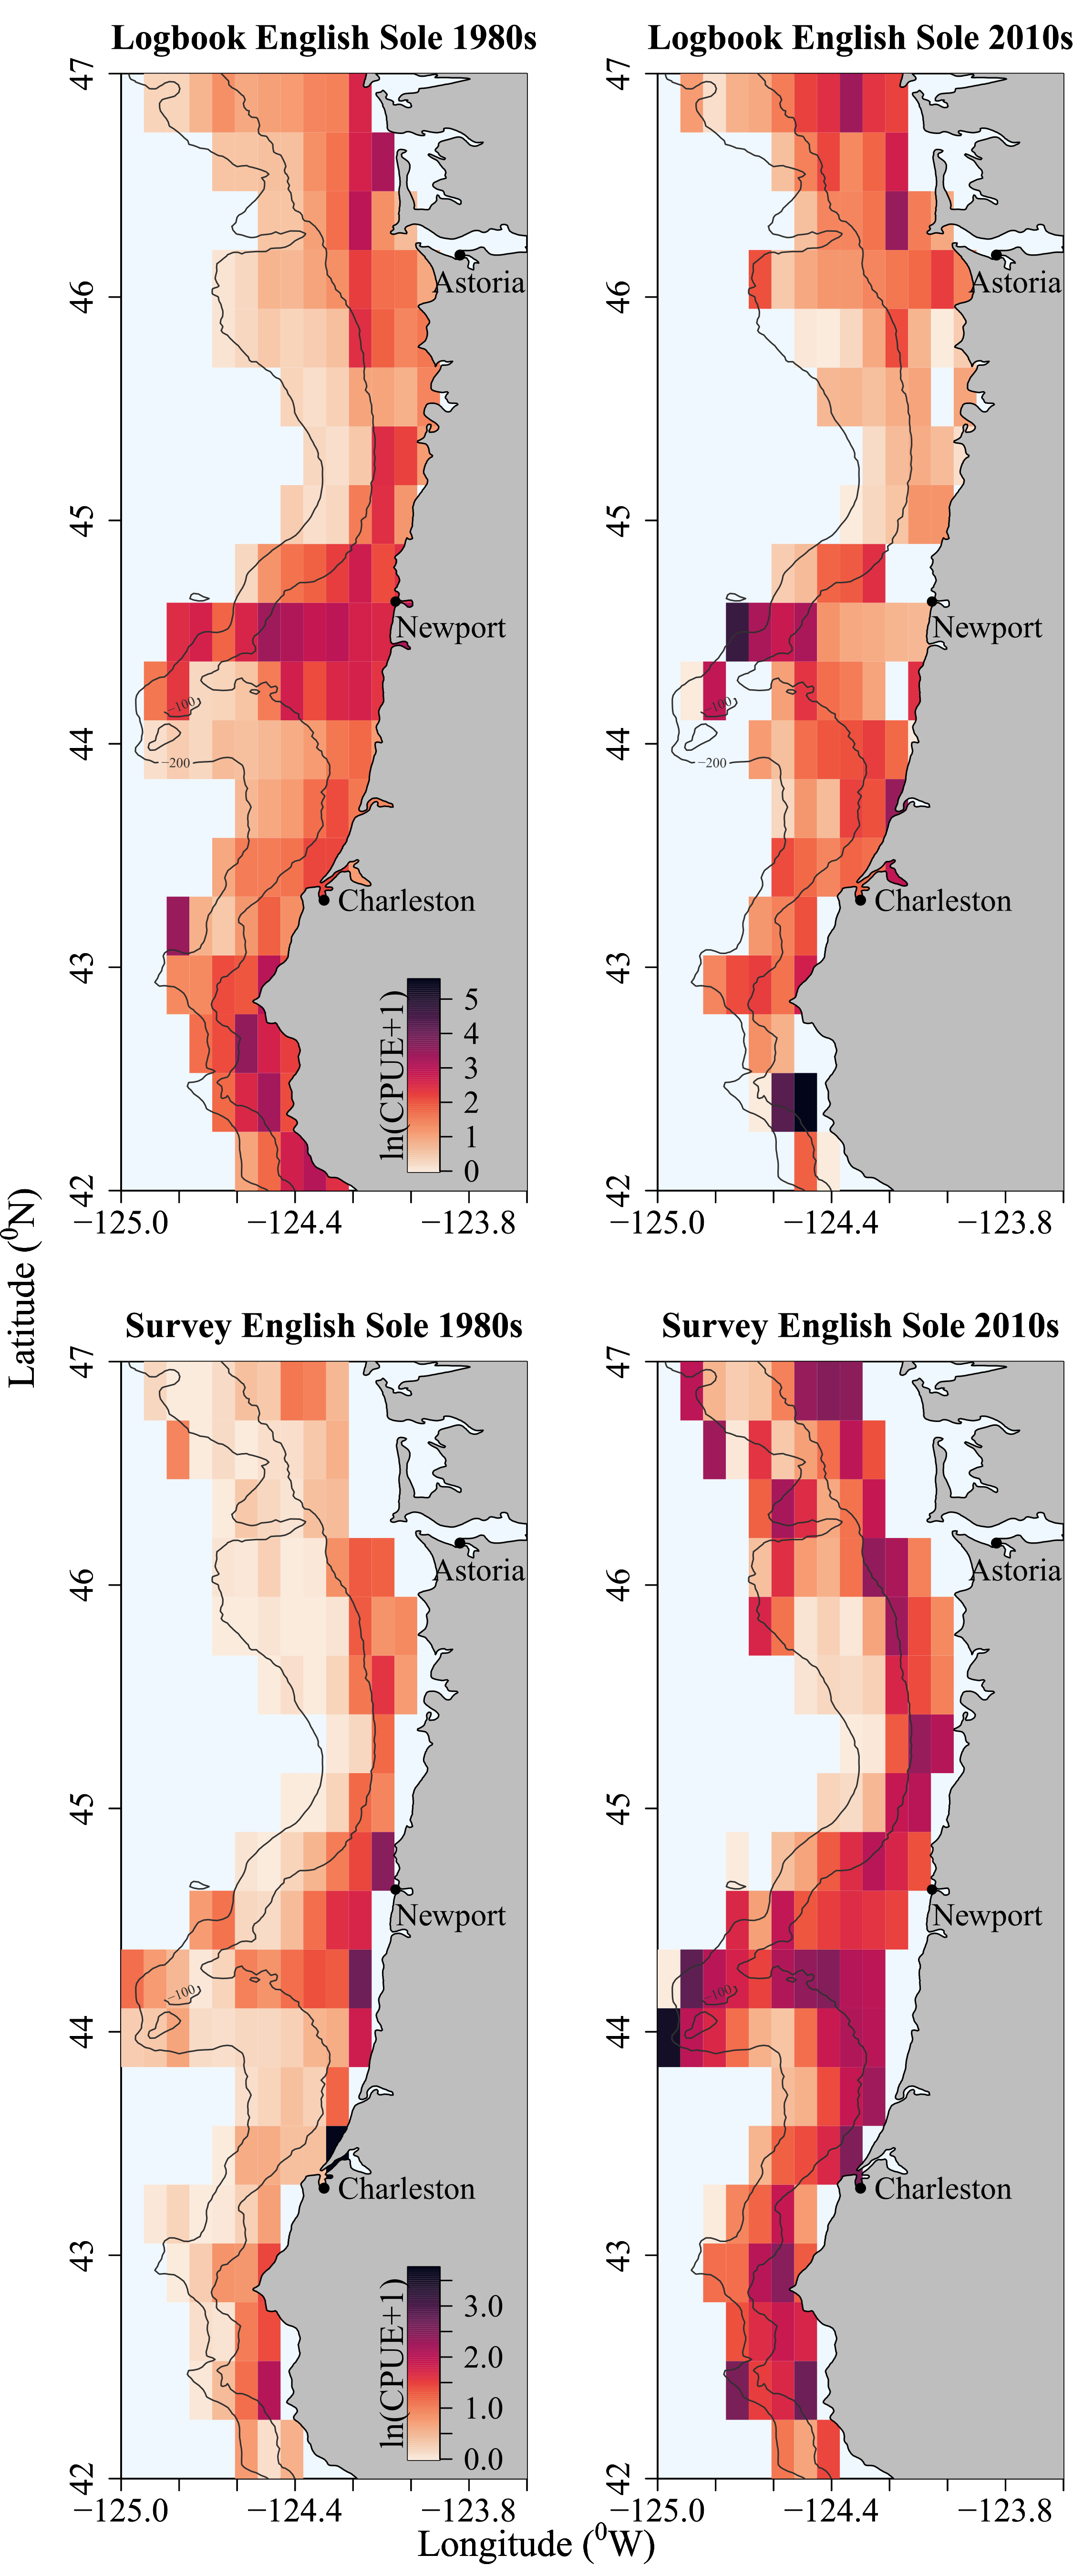 Logbook English Sole 1980s
47
46
45
44
43
42
−125.0
−124.4
−123.8
Astoria
Newport
Charleston
−100
−200
ln(CPUE+1)
5
4
3
2
1
0
Logbook English Sole 2010s
47
46
45
44
43
42
−125.0
−124.4
−123.8
Astoria
Newport
Charleston
−100
−200
Latitude (⁰N)
Survey English Sole 1980s
47
46
45
44
43
42
−125.0
−124.4
−123.8
Astoria
Newport
Charleston
−100
ln(CPUE+1)
3.0
2.0
1.0
0.0
Survey English Sole 2010s
47
46
45
44
43
42
−125.0
−124.4
−123.8
Astoria
Newport
Charleston
−100
Longitude (⁰W)